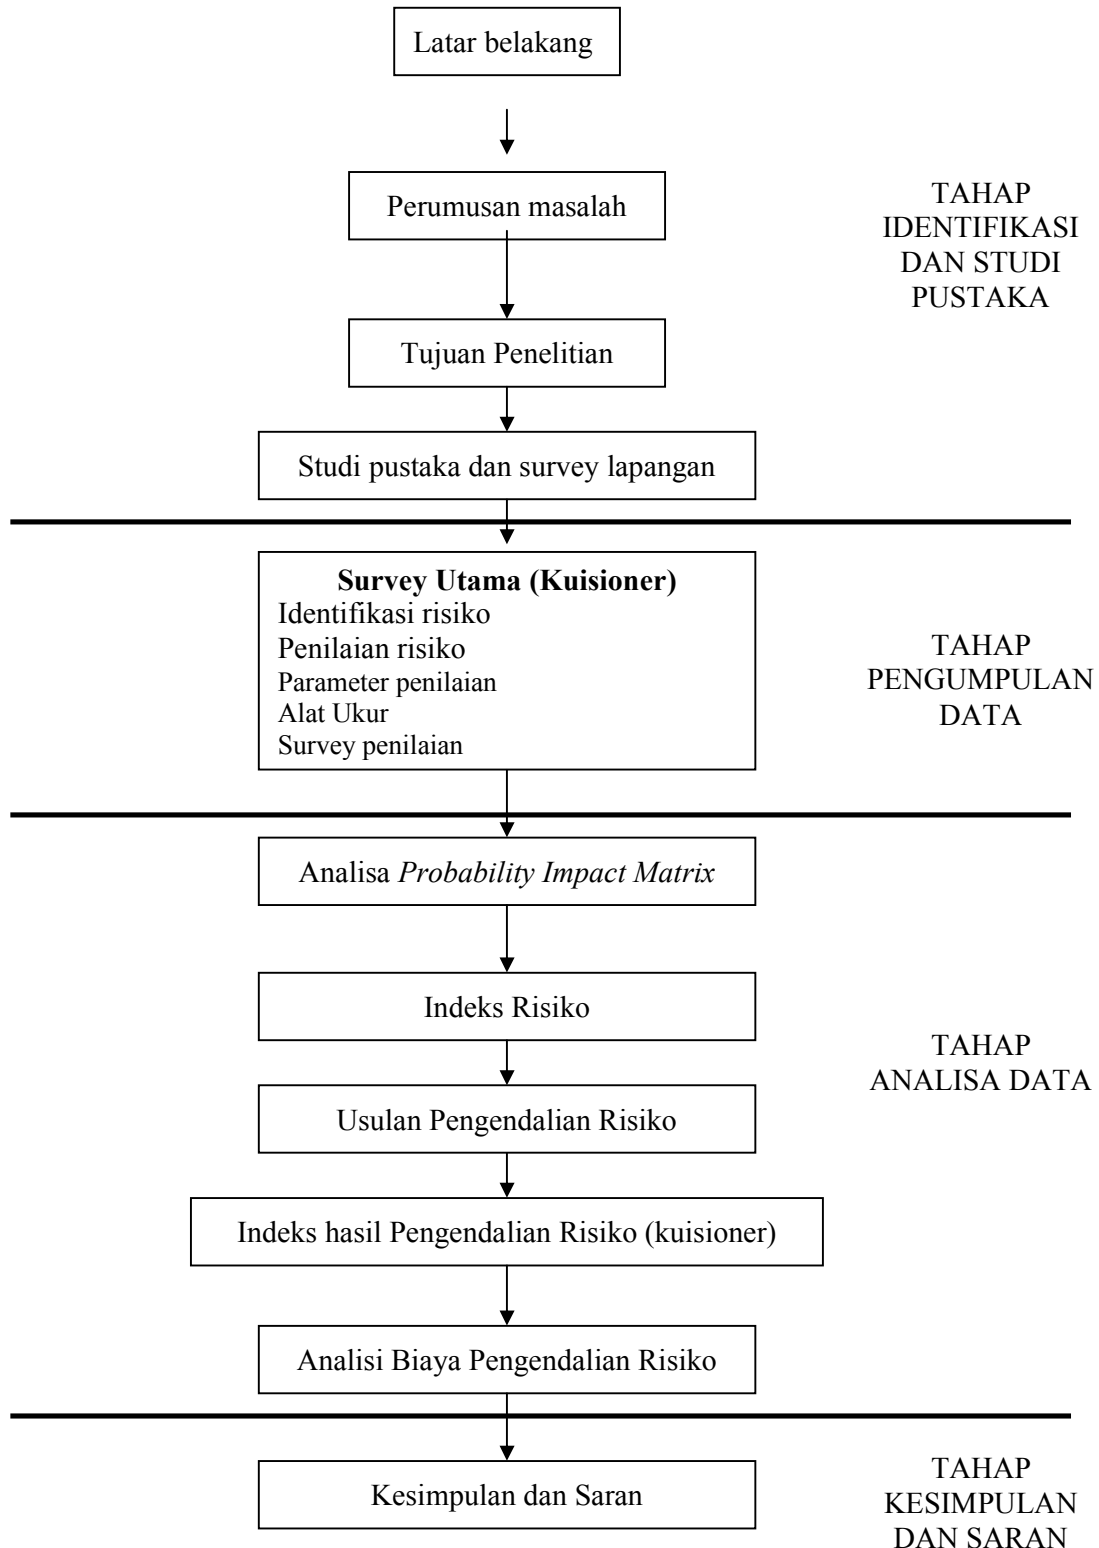 Latar belakang
Perumusan masalah
TAHAP
IDENTIFIKASI
DAN STUDI
PUSTAKA
Tujuan Penelitian
Studi pustaka dan survey lapangan
Survey Utama (Kuisioner)
Identifikasi risiko
Penilaian risiko
Parameter penilaian
Alat Ukur
Survey penilaian
TAHAP
PENGUMPULAN
DATA
Analisa Probability Impact Matrix
Indeks Risiko
Usulan Pengendalian Risiko
Indeks hasil Pengendalian Risiko (kuisioner)
Analisi Biaya Pengendalian Risiko
TAHAP
ANALISA DATA
Kesimpulan dan Saran
TAHAP
KESIMPULAN
DAN SARAN